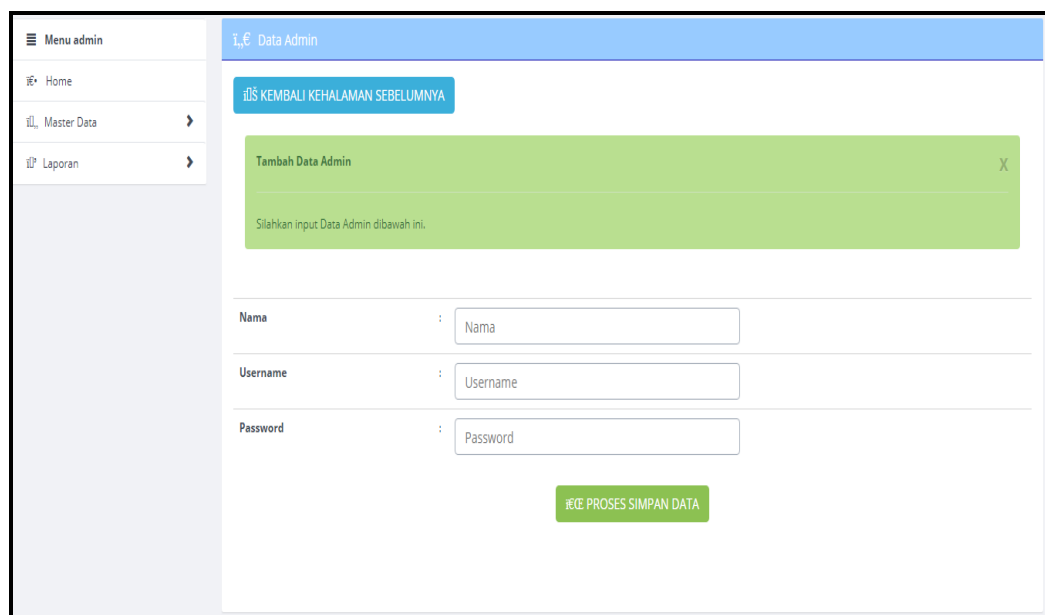 Menu admin
Home
Master Data
Laporan
ï„€ Data Admin
KEMBALI KEHALAMAN SEBELUMNYA
Tambah Data Admin
X
Silahkan input Data Admin dibawah ini.
Nama : Nama
Username : Username
Password : Password
PROSES SIMPAN DATA